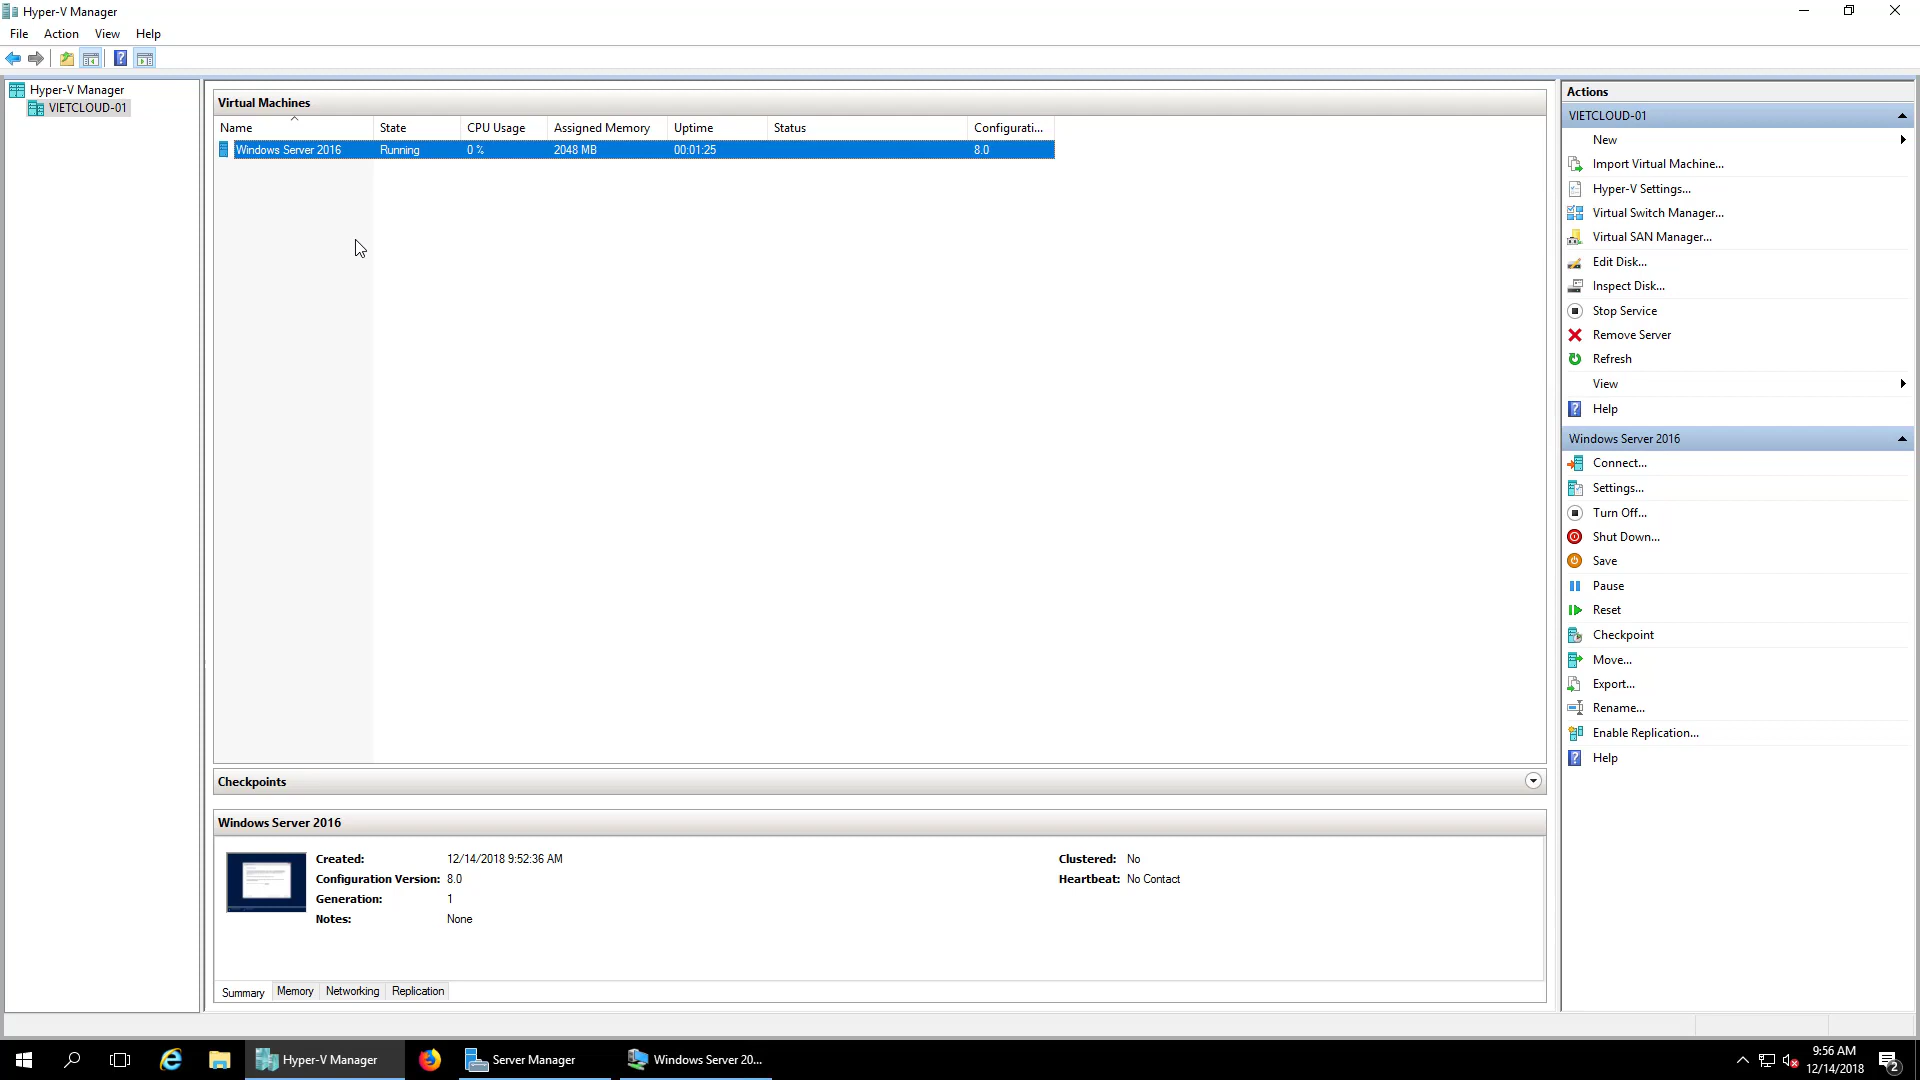 Hyper-V Manager
File Action View Help
Hyper-V Manager
VIETCLOUD-01
Virtual Machines
Name State CPU Usage Assigned Memory Uptime Status Configurati...
Windows Server 2016 Running 0 % 2048 MB 00:01:25 8.0
Checkpoints
Windows Server 2016
Created: 12/14/2018 9:52:36 AM Clustered: No
Configuration Version: 8.0 Heartbeat: No Contact
Generation: 1
Notes: None
Summary Memory Networking Replication
Actions
VIETCLOUD-01
New
Import Virtual Machine...
Hyper-V Settings...
Virtual Switch Manager...
Virtual SAN Manager...
Edit Disk...
Inspect Disk...
Stop Service
Remove Server
Refresh
View
Help
Windows Server 2016
Connect...
Settings...
Turn Off...
Shut Down...
Save
Pause
Reset
Checkpoint
Move...
Export...
Rename...
Enable Replication...
Help
Hyper-V Manager Server Manager Windows Server 20...
9:56 AM
12/14/2018
2